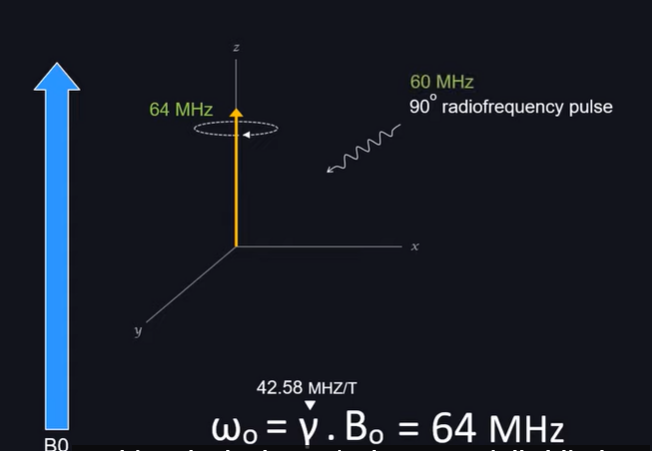 z
64 MHz
60 MHz
90° radiofrequency pulse
x
y
42.58 MHZ/T
ωₒ = γ . Bₒ = 64 MHz
B0